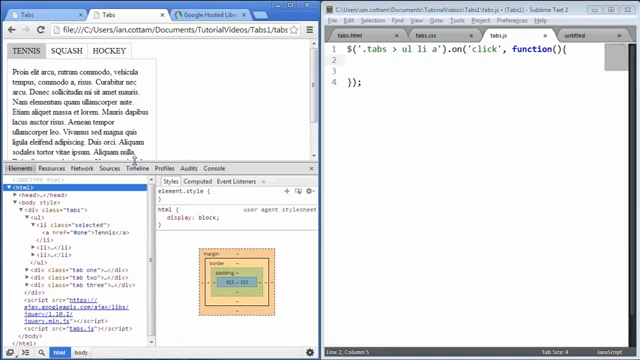 Tabs
Tabs
Google Hosted Libr
file:///C:/Users/ian.cottam/Documents/TutorialVideos/Tabs1/tabs
TENNIS
SQUASH
HOCKEY
Proin elit arcu, rutrum commodo, vehicula
tempus, commodo a, risus. Curabitur nec
arcu. Donec sollicitudin mi sit amet mauris.
Nam elementum quam ullamcorper ante.
Etiam aliquet massa et lorem. Mauris dapibus
lacus auctor risus. Aenean tempor
ullamcorper leo. Vivamus sed magna quis
ligula eleifend adipiscing. Duis orci. Aliquam
sodales tortor vitae ipsum. Aliquam nulla.
Elements Resources Network Sources Timeline Profiles Audits Console
<!DOCTYPE html>
<html>
<head>…</head>
<body style>
<div class="tabs">
<ul>
<li class="selected">
<a href="#one">Tennis</a>
</li>
<li>…</li>
<li>…</li>
</ul>
<div class="tab one">…</div>
<div class="tab two">…</div>
<div class="tab three">…</div>
</div>
<script src="https://
ajax.googleapis.com/ajax/libs/
jquery/1.10.2/
jquery.min.js"></script>
<script src="tabs.js">
</script>
</body>
</html>
html body
Styles Computed Event Listeners
element.style {
}
html { user agent stylesheet
display: block;
}
margin
border
padding
C:\Users\ian.cottam\Documents\TutorialVideos\Tabs1\tabs.js • (Tabs1) - Sublime Text 2
File Edit Selection Find View Goto Tools Project Preferences Help
tabs.html
tabs.css
tabs.js
untitled
1 $('.tabs > ul li a').on('click', function(){
2
3
4 });
Line 2, Column 5
Tab Size: 4
JavaScript